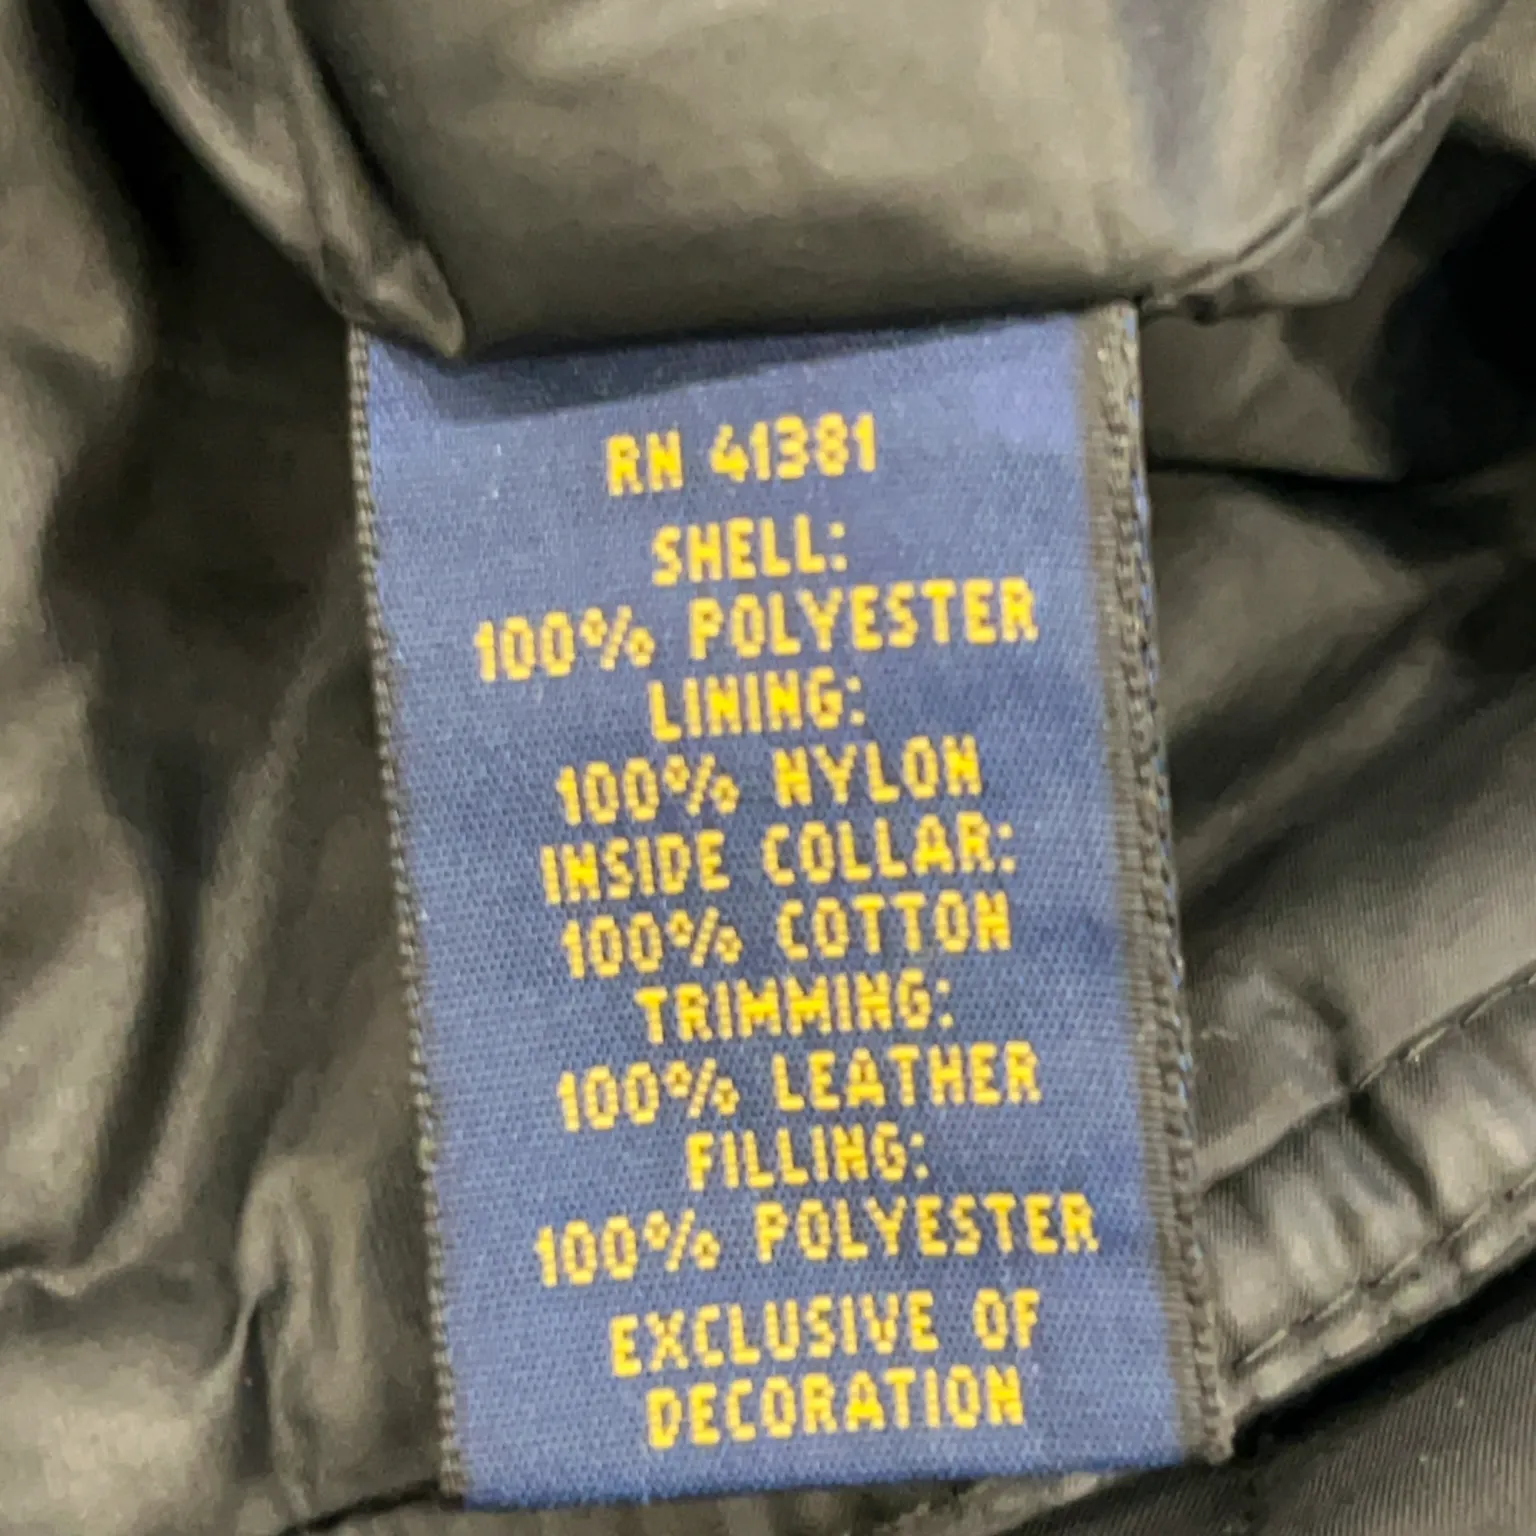 RN 41381
SHELL:
100% POLYESTER
LINING:
100% NYLON
INSIDE COLLAR:
100% COTTON
TRIMMING:
100% LEATHER
FILLING:
100% POLYESTER
EXCLUSIVE OF
DECORATION